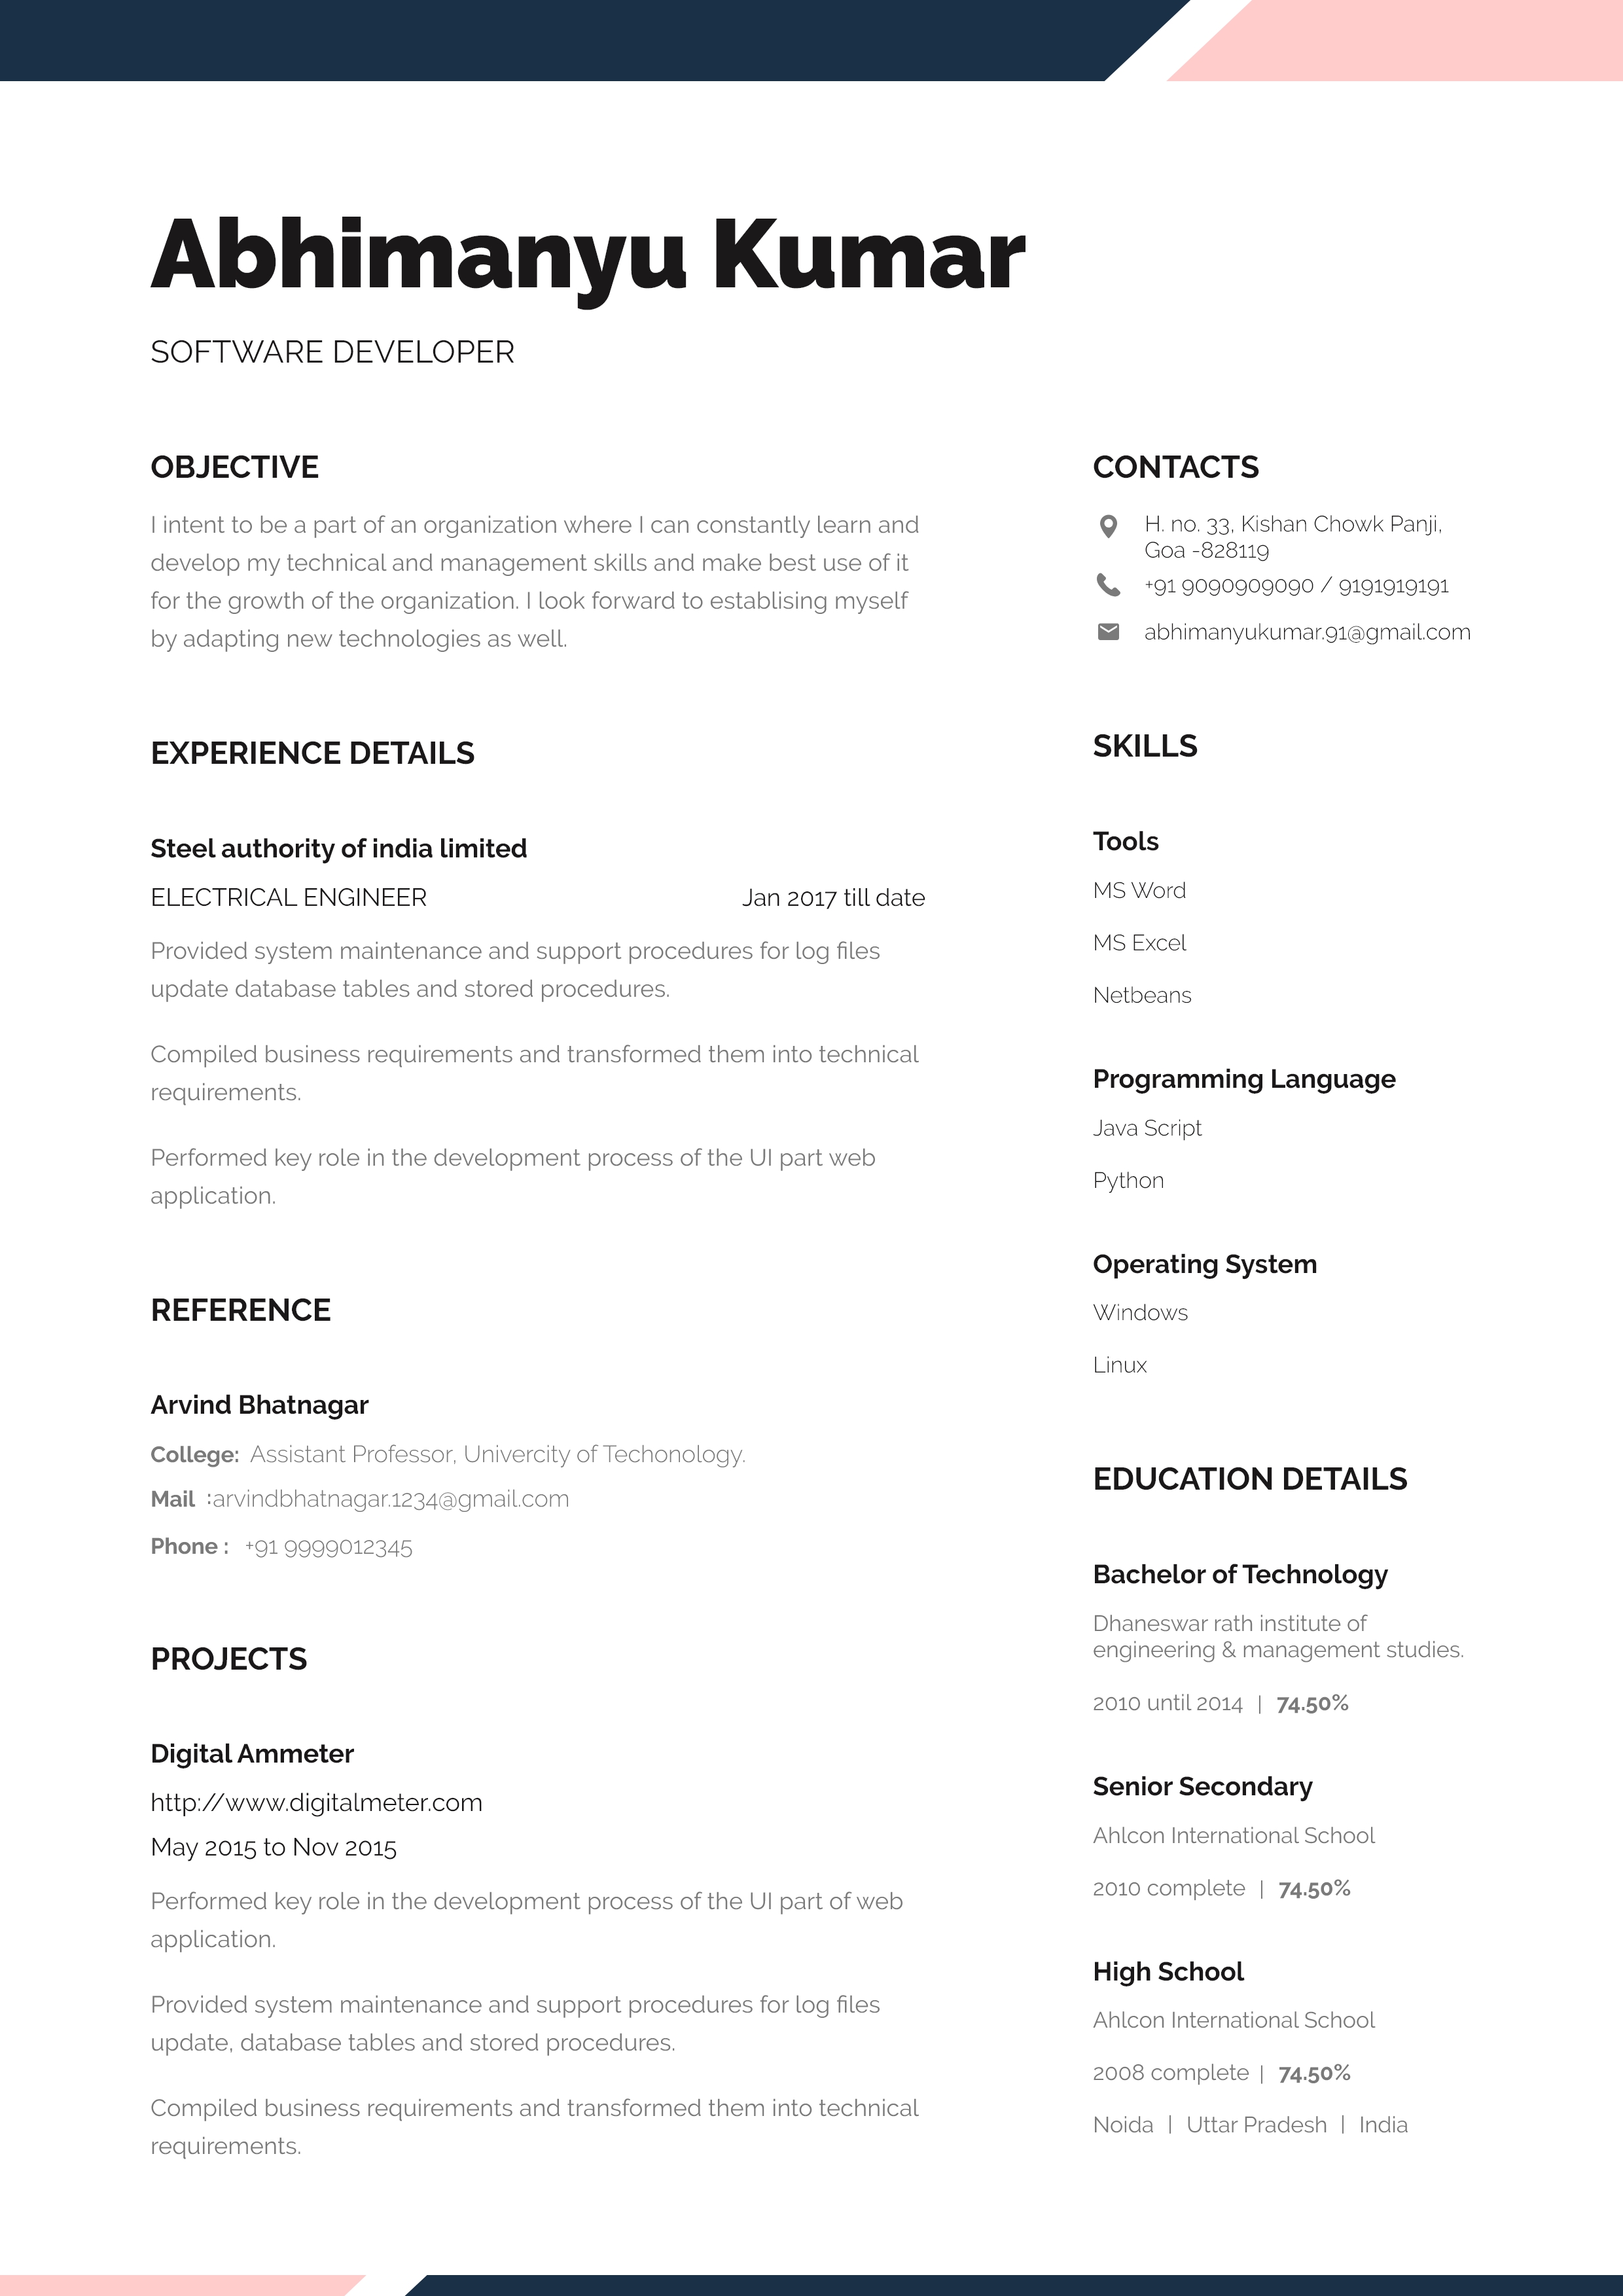 Abhimanyu Kumar
SOFTWARE DEVELOPER
OBJECTIVE
I intent to be a part of an organization where I can constantly learn and
develop my technical and management skills and make best use of it
for the growth of the organization. I look forward to establising myself
by adapting new technologies as well.
EXPERIENCE DETAILS
Steel authority of india limited
ELECTRICAL ENGINEER Jan 2017 till date
Provided system maintenance and support procedures for log files
update database tables and stored procedures.
Compiled business requirements and transformed them into technical
requirements.
Performed key role in the development process of the UI part web
application.
REFERENCE
Arvind Bhatnagar
College: Assistant Professor, Univercity of Techonology.
Mail :arvindbhatnagar.1234@gmail.com
Phone : +91 9999012345
PROJECTS
Digital Ammeter
http://www.digitalmeter.com
May 2015 to Nov 2015
Performed key role in the development process of the UI part of web
application.
Provided system maintenance and support procedures for log files
update, database tables and stored procedures.
Compiled business requirements and transformed them into technical
requirements.
CONTACTS
H. no. 33, Kishan Chowk Panji,
Goa -828119
+91 9090909090 / 9191919191
abhimanyukumar.91@gmail.com
SKILLS
Tools
MS Word
MS Excel
Netbeans
Programming Language
Java Script
Python
Operating System
Windows
Linux
EDUCATION DETAILS
Bachelor of Technology
Dhaneswar rath institute of
engineering & management studies.
2010 until 2014 | 74.50%
Senior Secondary
Ahlcon International School
2010 complete | 74.50%
High School
Ahlcon International School
2008 complete | 74.50%
Noida | Uttar Pradesh | India